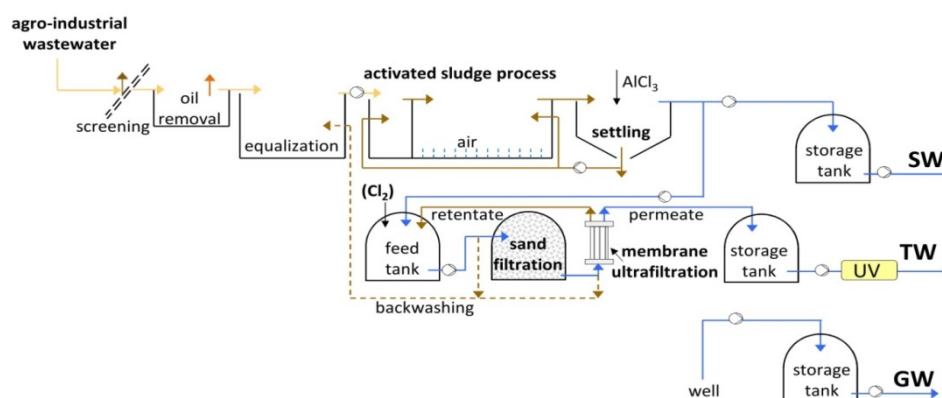 agro-industrial
wastewater
screening
oil
removal
equalization
activated sludge process
air
AlCl₃
settling
storage
tank
SW
(Cl₂)
retentate
feed
tank
sand
filtration
permeate
membrane
ultrafiltration
backwashing
storage
tank
UV
TW
well
storage
tank
GW